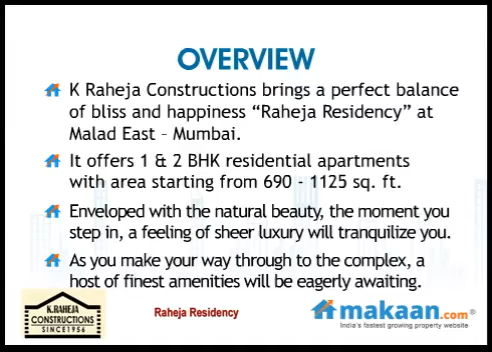 OVERVIEW
K Raheja Constructions brings a perfect balance
of bliss and happiness “Raheja Residency” at
Malad East – Mumbai.
It offers 1 & 2 BHK residential apartments
with area starting from 690 - 1125 sq. ft.
Enveloped with the natural beauty, the moment you
step in, a feeling of sheer luxury will tranquilize you.
As you make your way through to the complex, a
host of finest amenities will be eagerly awaiting.
K.RAHEJA
CONSTRUCTIONS
SINCE1956
Raheja Residency
makaan.com®
India's fastest growing property website